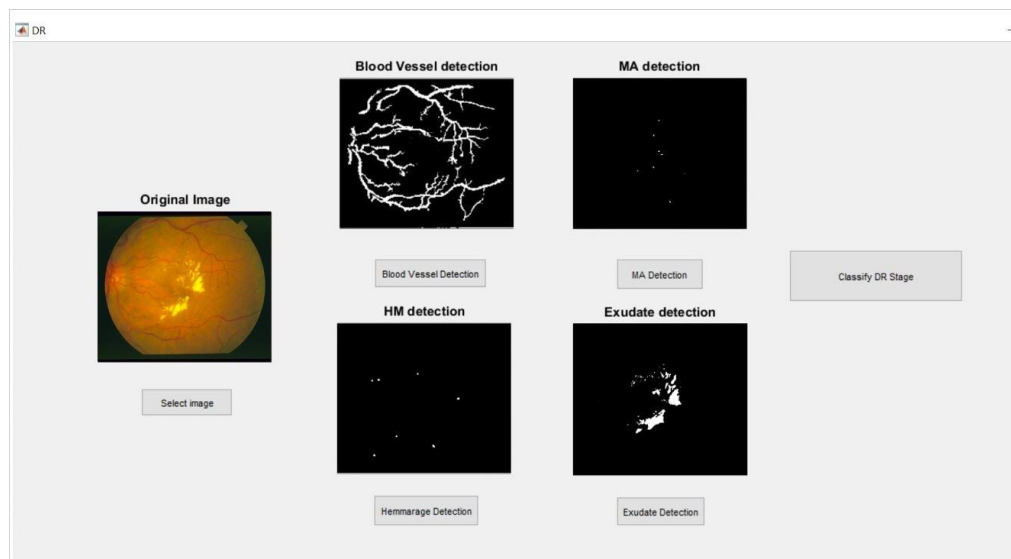 DR
Blood Vessel detection
MA detection
Original Image
Blood Vessel Detection
MA Detection
Classify DR Stage
HM detection
Exudate detection
Select image
Hemmarage Detection
Exudate Detection